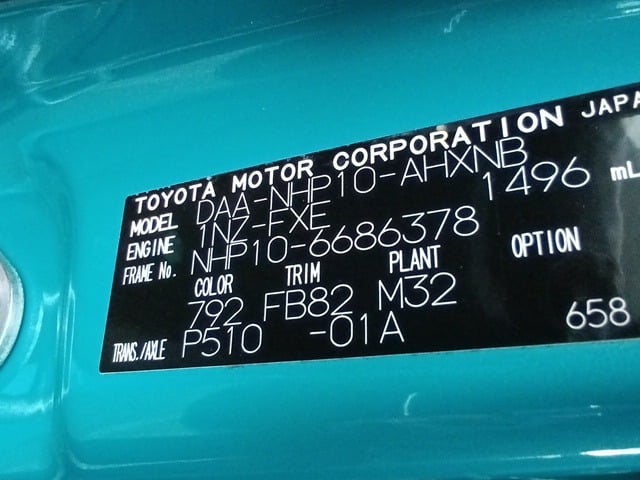 TOYOTA MOTOR CORPORATION JAPA
MODEL DAA-NHP10-AHXNB
ENGINE 1NZ-FXE 1496 mL
FRAME No. NHP10-6686378
COLOR TRIM PLANT OPTION
792 FB82 M32
TRANS./AXLE P510 -01A 658